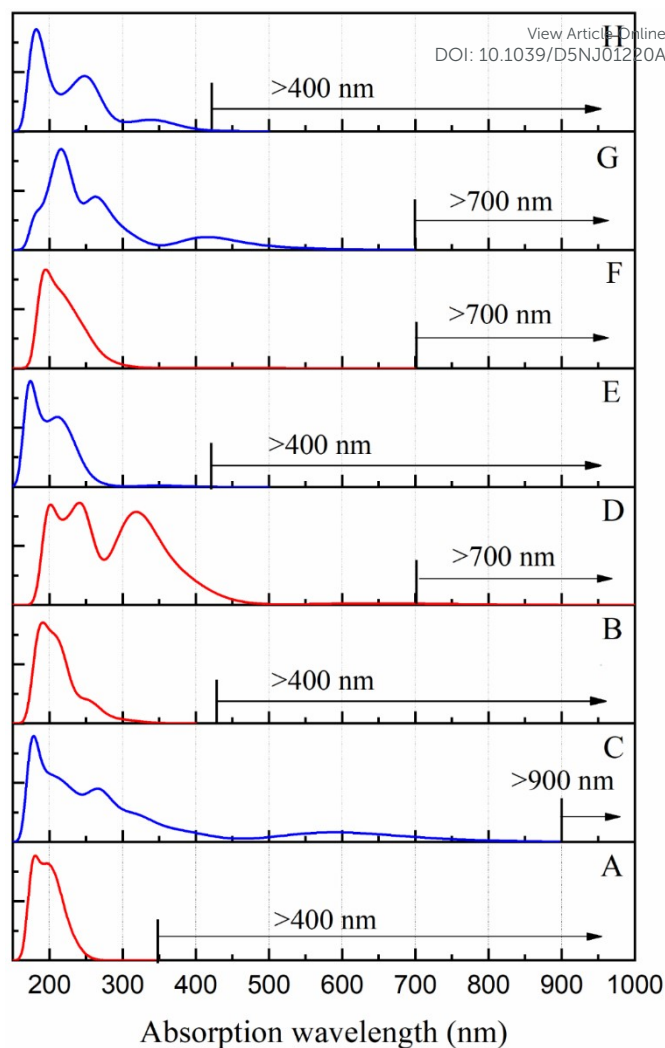 View Article Online
DOI: 10.1039/D5NJ01220A
H
>400 nm
G
>700 nm
F
>700 nm
E
>400 nm
D
>700 nm
B
>400 nm
C
>900 nm
A
>400 nm
200 300 400 500 600 700 800 900 1000
Absorption wavelength (nm)